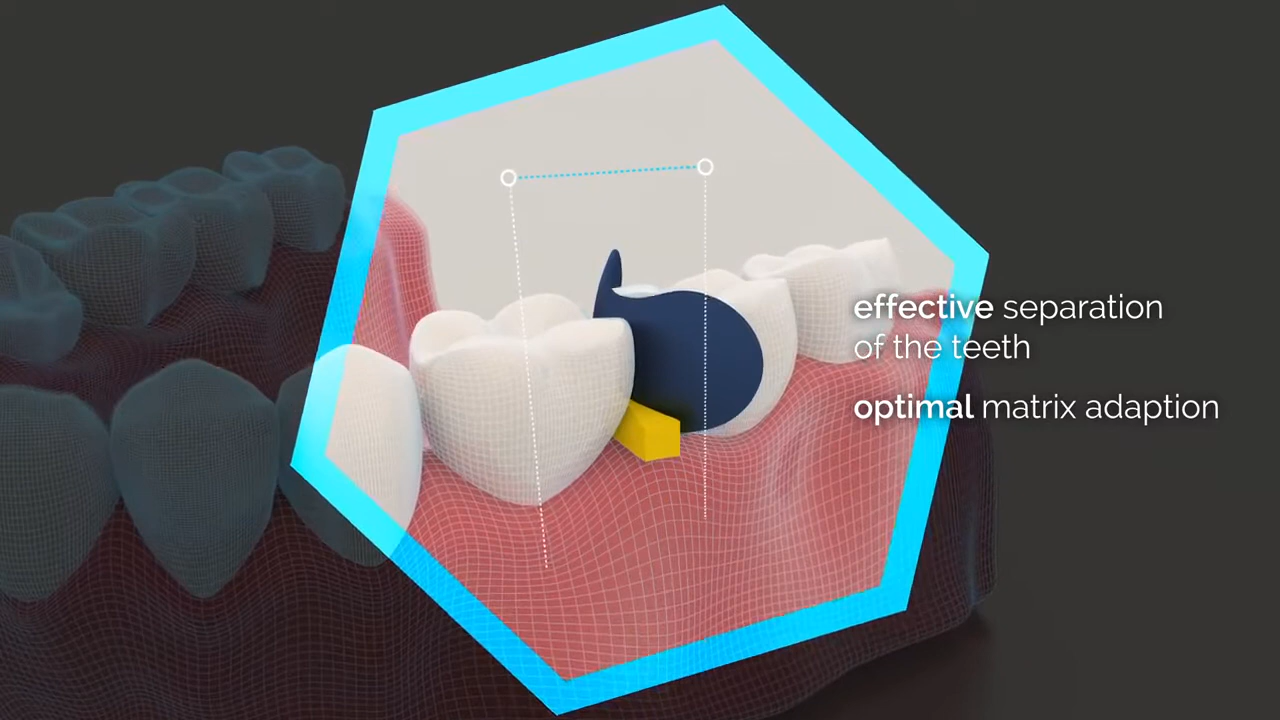 effective separation
of the teeth
optimal matrix adaption